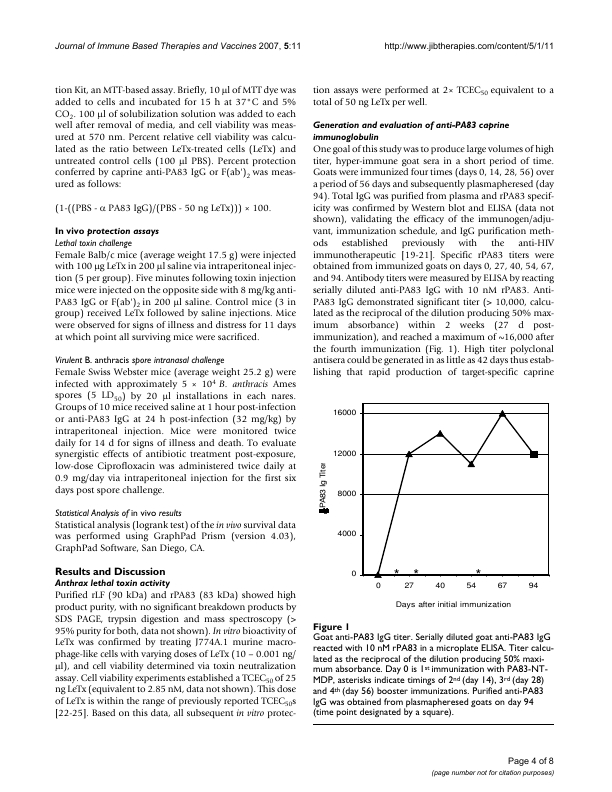 Journal of Immune Based Therapies and Vaccines 2007, 5:11
http://www.jibtherapies.com/content/5/1/11
tion Kit, an MTT-based assay. Briefly, 10 μl of MTT dye was
added to cells and incubated for 15 h at 37°C and 5%
CO2. 100 μl of solubilization solution was added to each
well after removal of media, and cell viability was meas-
ured at 570 nm. Percent relative cell viability was calcu-
lated as the ratio between LeTx-treated cells (LeTx) and
untreated control cells (100 μl PBS). Percent protection
conferred by caprine anti-PA83 IgG or F(ab')2 was meas-
ured as follows:
(1-((PBS - α PA83 IgG)/(PBS - 50 ng LeTx))) × 100.
In vivo protection assays
Lethal toxin challenge
Female Balb/c mice (average weight 17.5 g) were injected
with 100 μg LeTx in 200 μl saline via intraperitoneal injec-
tion (5 per group). Five minutes following toxin injection
mice were injected on the opposite side with 8 mg/kg anti-
PA83 IgG or F(ab')2 in 200 μl saline. Control mice (3 in
group) received LeTx followed by saline injections. Mice
were observed for signs of illness and distress for 11 days
at which point all surviving mice were sacrificed.
Virulent B. anthracis spore intranasal challenge
Female Swiss Webster mice (average weight 25.2 g) were
infected with approximately 5 × 10⁴ B. anthracis Ames
spores (5 LD50) by 20 μl installations in each nares.
Groups of 10 mice received saline at 1 hour post-infection
or anti-PA83 IgG at 24 h post-infection (32 mg/kg) by
intraperitoneal injection. Mice were monitored twice
daily for 14 d for signs of illness and death. To evaluate
synergistic effects of antibiotic treatment post-exposure,
low-dose Ciprofloxacin was administered twice daily at
0.9 mg/day via intraperitoneal injection for the first six
days post spore challenge.
Statistical Analysis of in vivo results
Statistical analysis (logrank test) of the in vivo survival data
was performed using GraphPad Prism (version 4.03),
GraphPad Software, San Diego, CA.
Results and Discussion
Anthrax lethal toxin activity
Purified rLF (90 kDa) and rPA83 (83 kDa) showed high
product purity, with no significant breakdown products by
SDS PAGE, trypsin digestion and mass spectroscopy (>
95% purity for both, data not shown). In vitro bioactivity of
LeTx was confirmed by treating J774A.1 murine macro-
phage-like cells with varying doses of LeTx (10 – 0.001 ng/
μl), and cell viability determined via toxin neutralization
assay. Cell viability experiments established a TCEC50 of 25
ng LeTx (equivalent to 2.85 nM, data not shown). This dose
of LeTx is within the range of previously reported TCEC50s
[22-25]. Based on this data, all subsequent in vitro protec-
tion assays were performed at 2× TCEC50 equivalent to a
total of 50 ng LeTx per well.
Generation and evaluation of anti-PA83 caprine
immunoglobulin
One goal of this study was to produce large volumes of high
titer, hyper-immune goat sera in a short period of time.
Goats were immunized four times (days 0, 14, 28, 56) over
a period of 56 days and subsequently plasmapheresed (day
94). Total IgG was purified from plasma and rPA83 specif-
icity was confirmed by Western blot and ELISA (data not
shown), validating the efficacy of the immunogen/adju-
vant, immunization schedule, and IgG purification meth-
ods established previously with the anti-HIV
immunotherapeutic [19-21]. Specific rPA83 titers were
obtained from immunized goats on days 0, 27, 40, 54, 67,
and 94. Antibody titers were measured by ELISA by reacting
serially diluted anti-PA83 IgG with 10 nM rPA83. Anti-
PA83 IgG demonstrated significant titer (> 10,000, calcu-
lated as the reciprocal of the dilution producing 50% max-
imum absorbance) within 2 weeks (27 d post-
immunization), and reached a maximum of ~16,000 after
the fourth immunization (Fig. 1). High titer polyclonal
antisera could be generated in as little as 42 days thus estab-
lishing that rapid production of target-specific caprine
16000
12000
8000
4000
0
PA83 Ig Titer
* * *
0 27 40 54 67 94
Days after initial immunization
Figure 1
Goat anti-PA83 IgG titer. Serially diluted goat anti-PA83 IgG
reacted with 10 nM rPA83 in a microplate ELISA. Titer calcu-
lated as the reciprocal of the dilution producing 50% maxi-
mum absorbance. Day 0 is 1st immunization with PA83-NT-
MDP, asterisks indicate timings of 2nd (day 14), 3rd (day 28)
and 4th (day 56) booster immunizations. Purified anti-PA83
IgG was obtained from plasmapheresed goats on day 94
(time point designated by a square).
Page 4 of 8
(page number not for citation purposes)